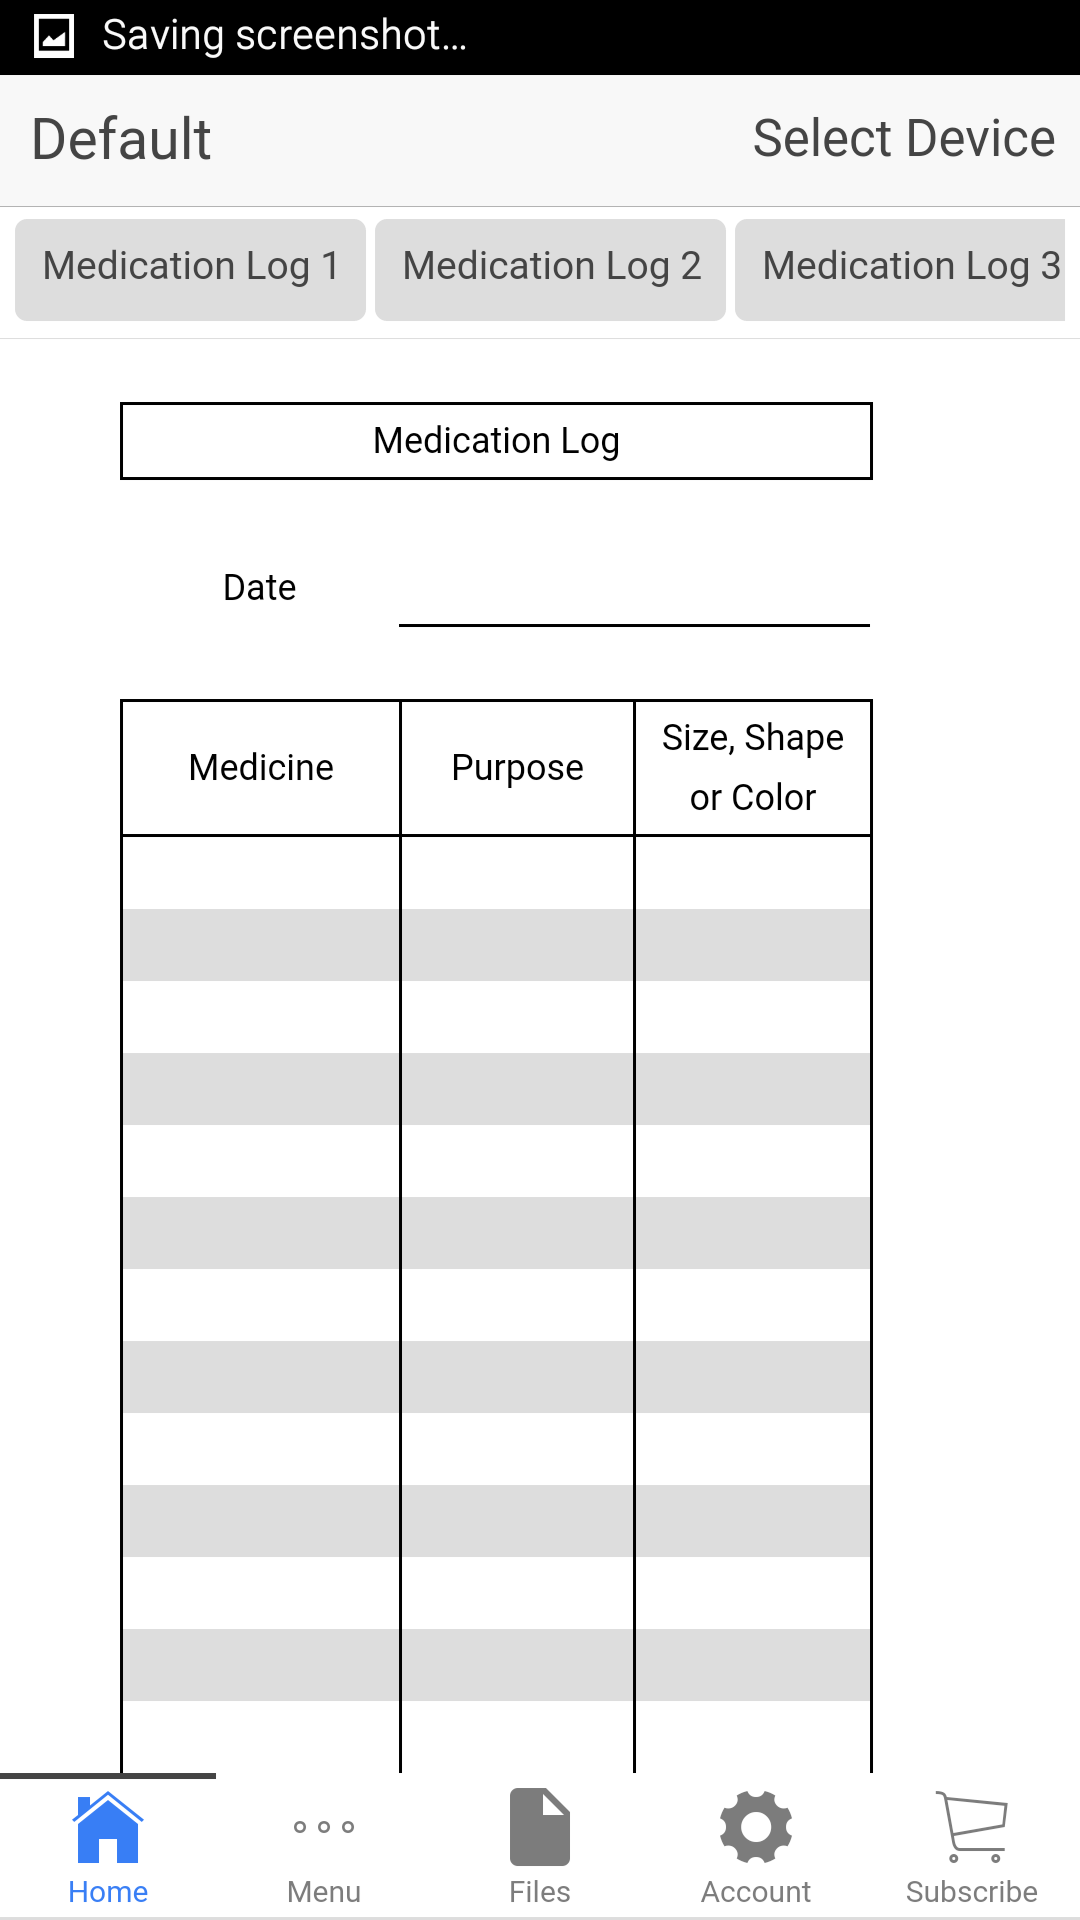 Saving screenshot...
Default
Select Device
Medication Log 1
Medication Log 2
Medication Log 3
Medication Log
Date
Medicine
Purpose
Size, Shape
or Color
Home
Menu
Files
Account
Subscribe